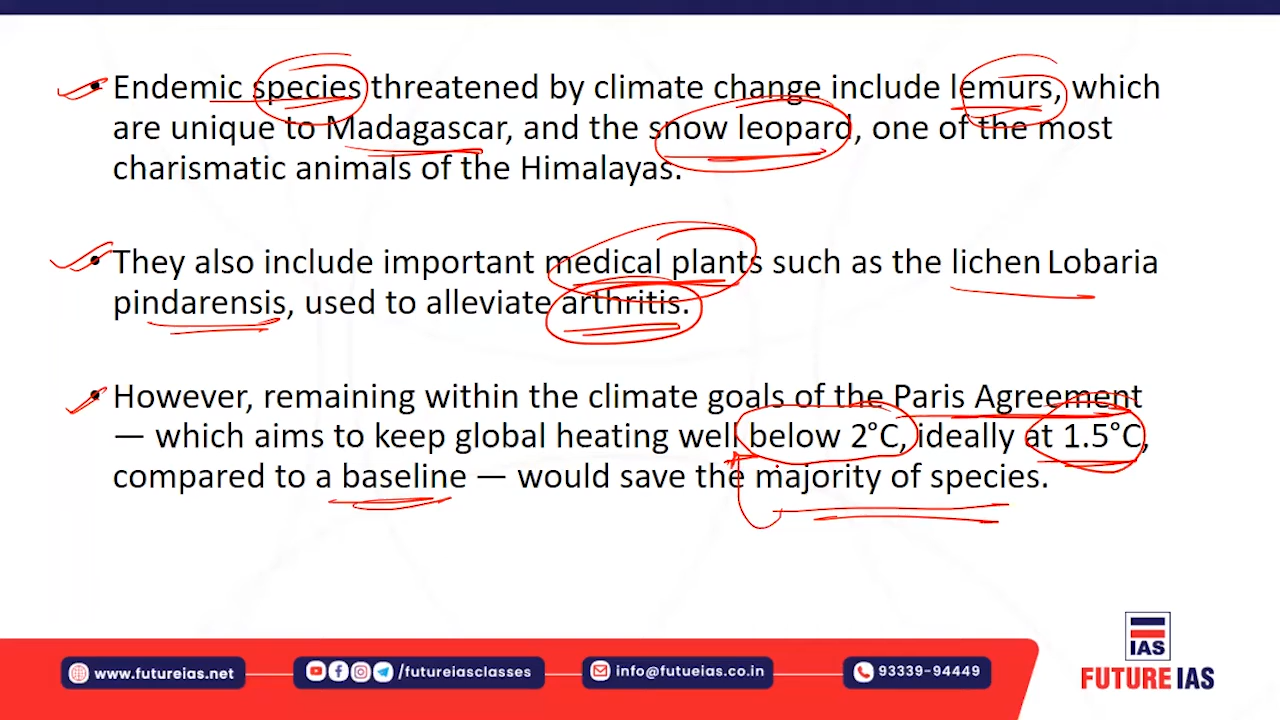 • Endemic species threatened by climate change include lemurs, which
are unique to Madagascar, and the snow leopard, one of the most
charismatic animals of the Himalayas.
• They also include important medical plants such as the lichen Lobaria
pindarensis, used to alleviate arthritis.
• However, remaining within the climate goals of the Paris Agreement
— which aims to keep global heating well below 2°C, ideally at 1.5°C,
compared to a baseline — would save the majority of species.
IAS
www.futureias.net
/futureiasclasses
info@futueias.co.in
93339-94449
FUTURE IAS